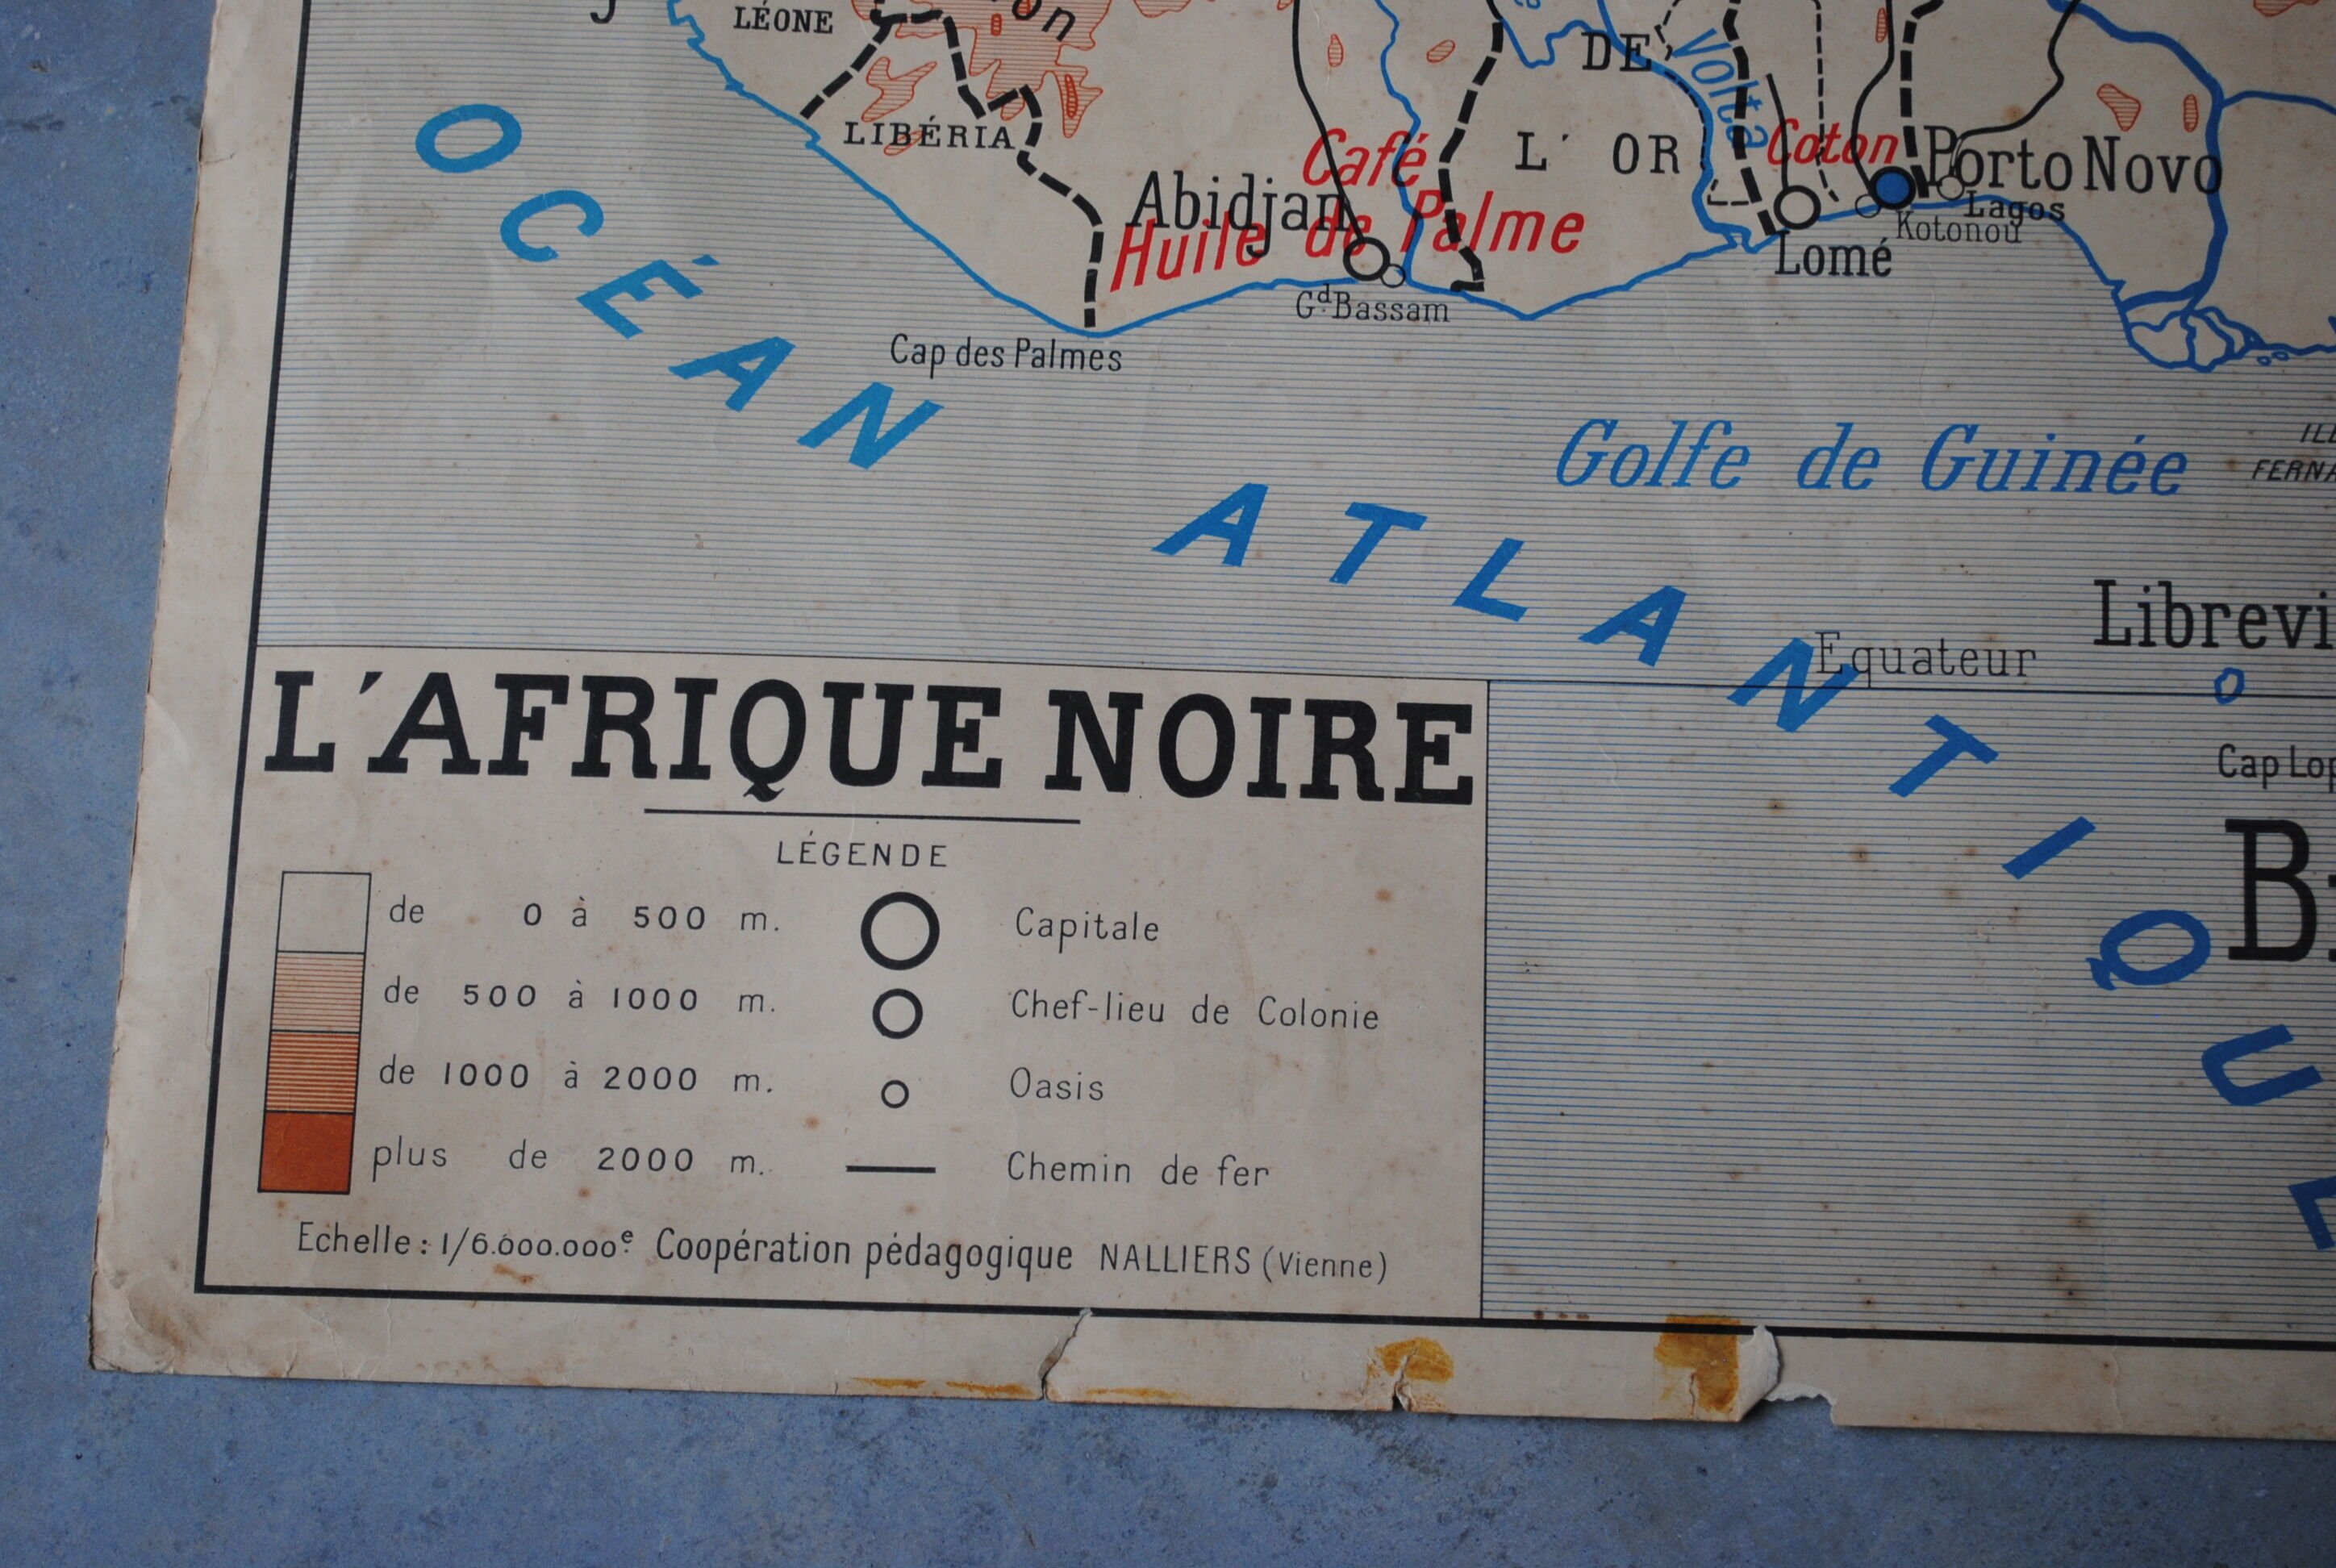 LÉONE
LIBÉRIA
DE
L' OR
Volta
Café
Coton
Abidjan
Huile de Palme
Porto Novo
Lagos
Kotonou
Lomé
Gd Bassam
Cap des Palmes
OCÉAN ATLANTIQUE
Golfe de Guinée
Equateur
L'AFRIQUE NOIRE
LÉGENDE
de 0 à 500 m. Capitale
de 500 à 1000 m. Chef-lieu de Colonie
de 1000 à 2000 m. Oasis
plus de 2000 m. Chemin de fer
Echelle : 1/6.000.000e. Coopération pédagogique NALLIERS (Vienne)